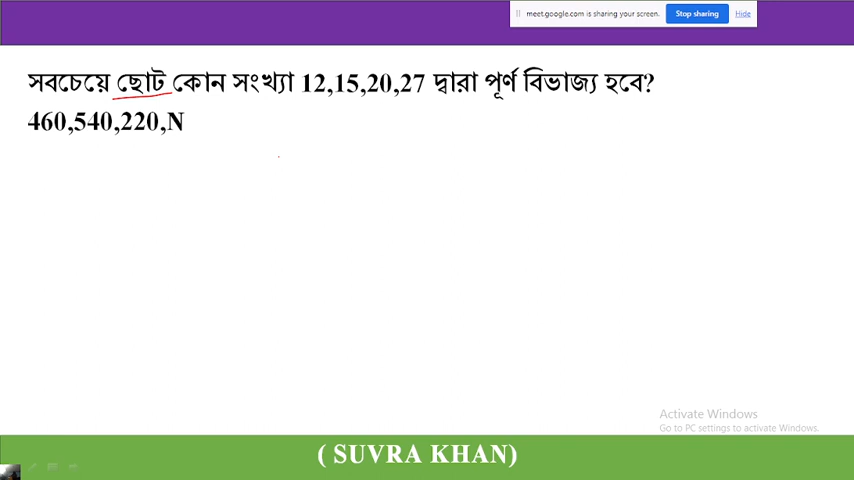 meet.google.com is sharing your screen. Stop sharing Hide
সবচেয়ে ছোট কোন সংখ্যা 12,15,20,27 দ্বারা পূর্ণ বিভাজ্য হবে?
460,540,220,N
Activate Windows
Go to PC settings to activate Windows.
( SUVRA KHAN)